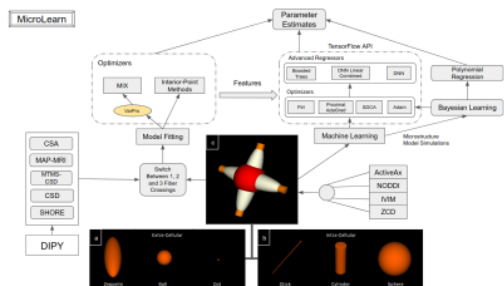 MicroLearn
Parameter
Estimates
TensorFlow API
Optimizers
Advanced Regressors
Boosted
Trees
DNN Linear
Combined
DNN
MIX
Interior-Point
Methods
VarPro
Features
Optimizers
Ftrl
Proximal
AdaGrad
SDCA
Adam
Polynomial
Regression
Bayesian Learning
Model Fitting
Machine Learning
Microstructure
Model Simulations
CSA
MAP-MRI
MTMS-
CSD
CSD
SHORE
DIPY
Switch
Between 1, 2
and 3 Fiber
Crossings
c
ActiveAx
NODDI
IVIM
ZCD
a
Extra-Cellular
Zeppelin
Ball
Dot
b
Intra-Cellular
Stick
Cylinder
Sphere